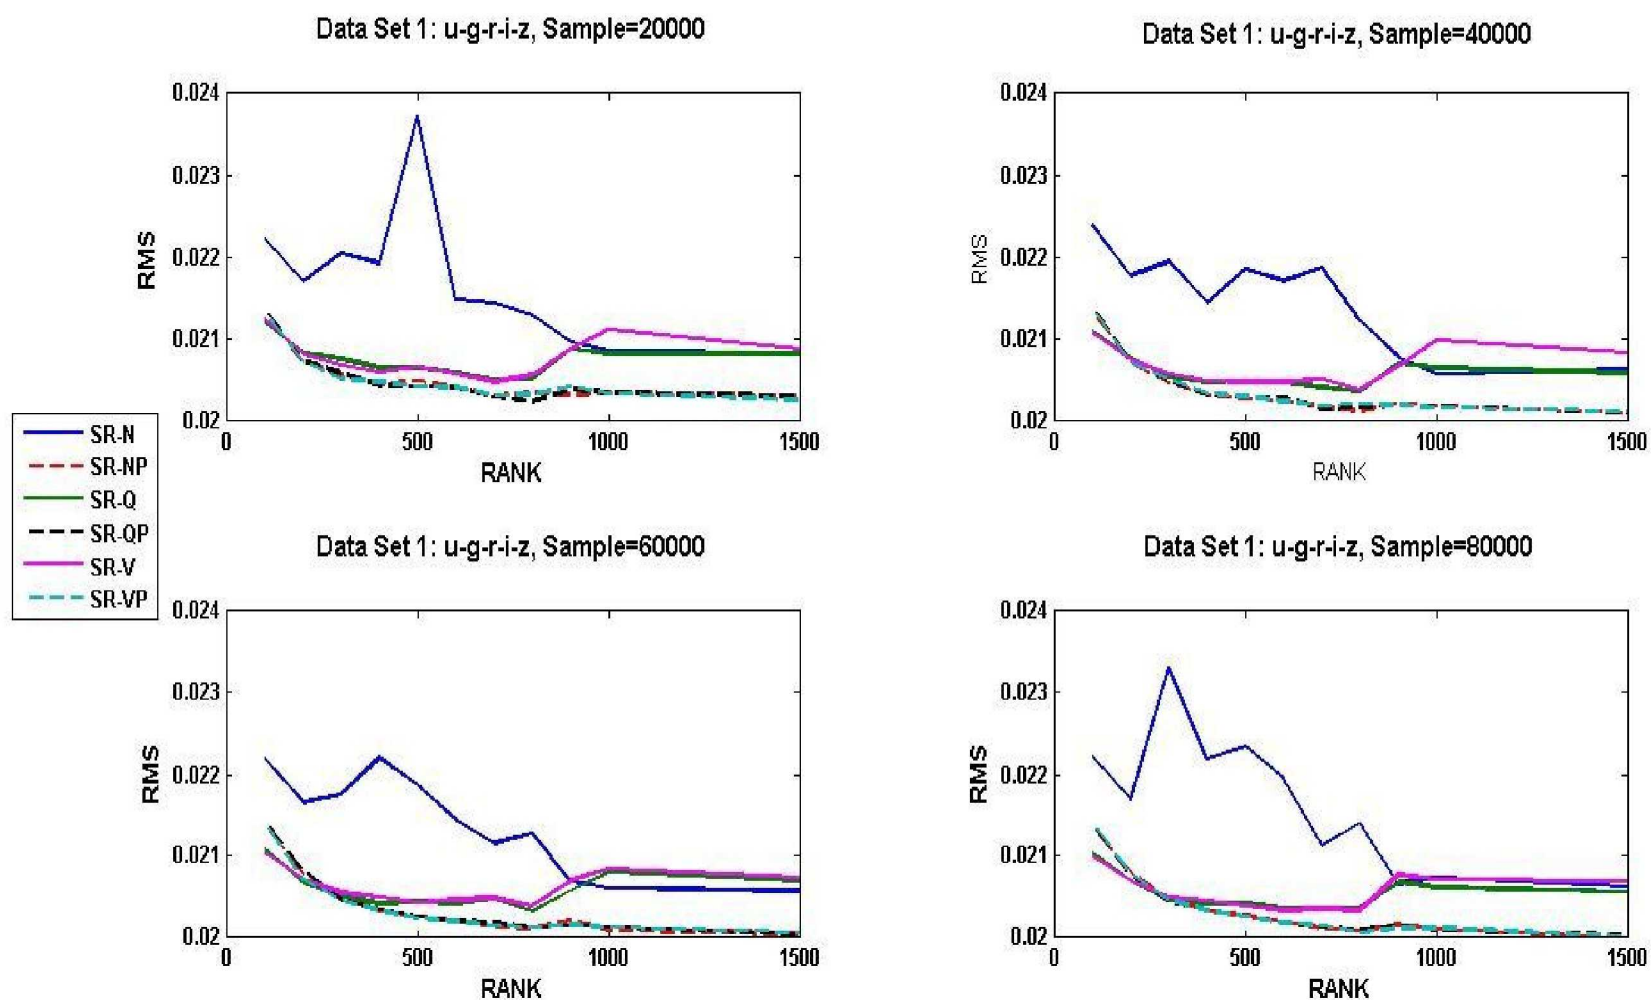 Data Set 1: u-g-r-i-z, Sample=20000
0.024
0.023
0.022
0.021
0.02
RMS
0 500 1000 1500
RANK
Data Set 1: u-g-r-i-z, Sample=40000
0.024
0.023
0.022
0.021
0.02
RMS
0 500 1000 1500
RANK
SR-N
SR-NP
SR-Q
SR-QP
SR-V
SR-VP
Data Set 1: u-g-r-i-z, Sample=60000
0.024
0.023
0.022
0.021
0.02
RMS
0 500 1000 1500
RANK
Data Set 1: u-g-r-i-z, Sample=80000
0.024
0.023
0.022
0.021
0.02
RMS
0 500 1000 1500
RANK